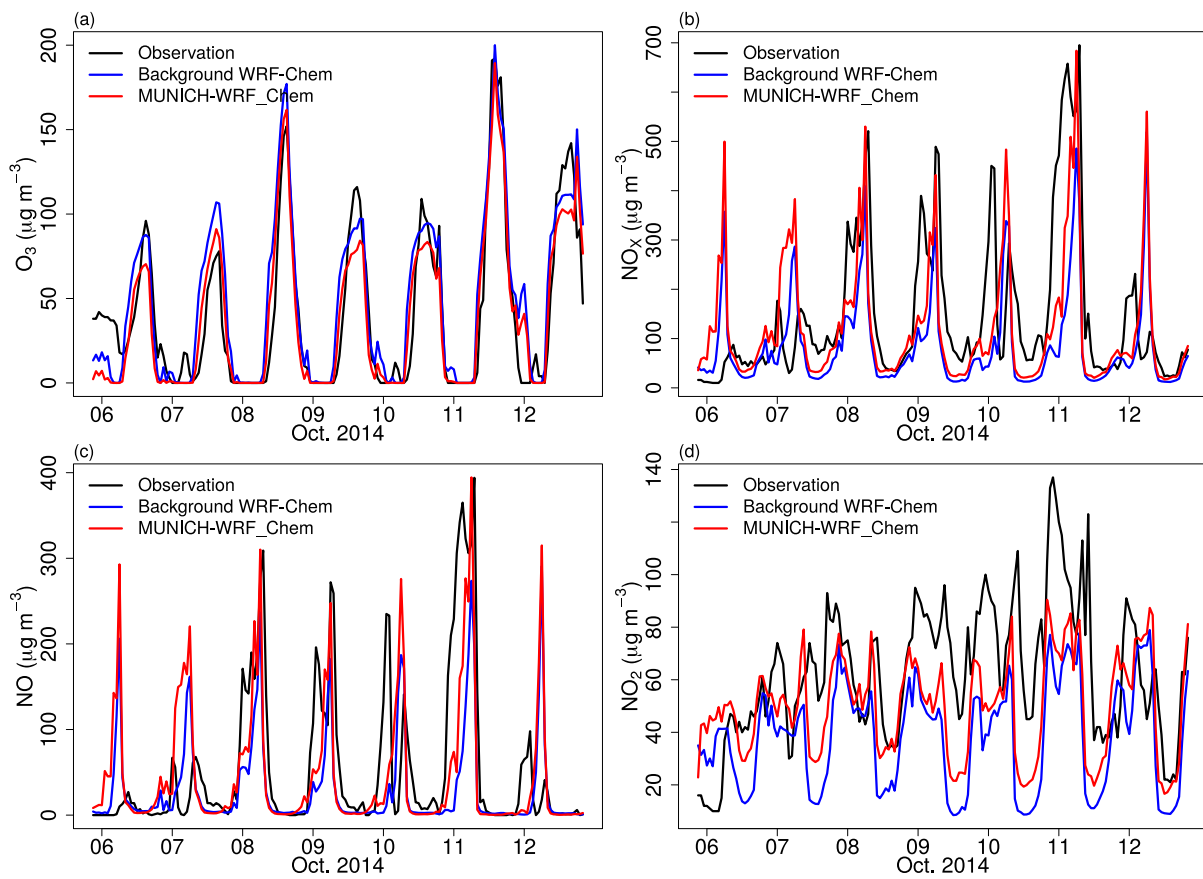 (a)
Observation
Background WRF-Chem
MUNICH-WRF_Chem
O3 (µg m−3)
200
150
100
50
0
06 07 08 09 10 11 12
Oct. 2014
(b)
Observation
Background WRF-Chem
MUNICH-WRF_Chem
NOX (µg m−3)
700
500
300
100
0
06 07 08 09 10 11 12
Oct. 2014
(c)
Observation
Background WRF-Chem
MUNICH-WRF_Chem
NO (µg m−3)
400
300
200
100
0
06 07 08 09 10 11 12
Oct. 2014
(d)
Observation
Background WRF-Chem
MUNICH-WRF_Chem
NO2 (µg m−3)
140
120
100
80
60
40
20
06 07 08 09 10 11 12
Oct. 2014